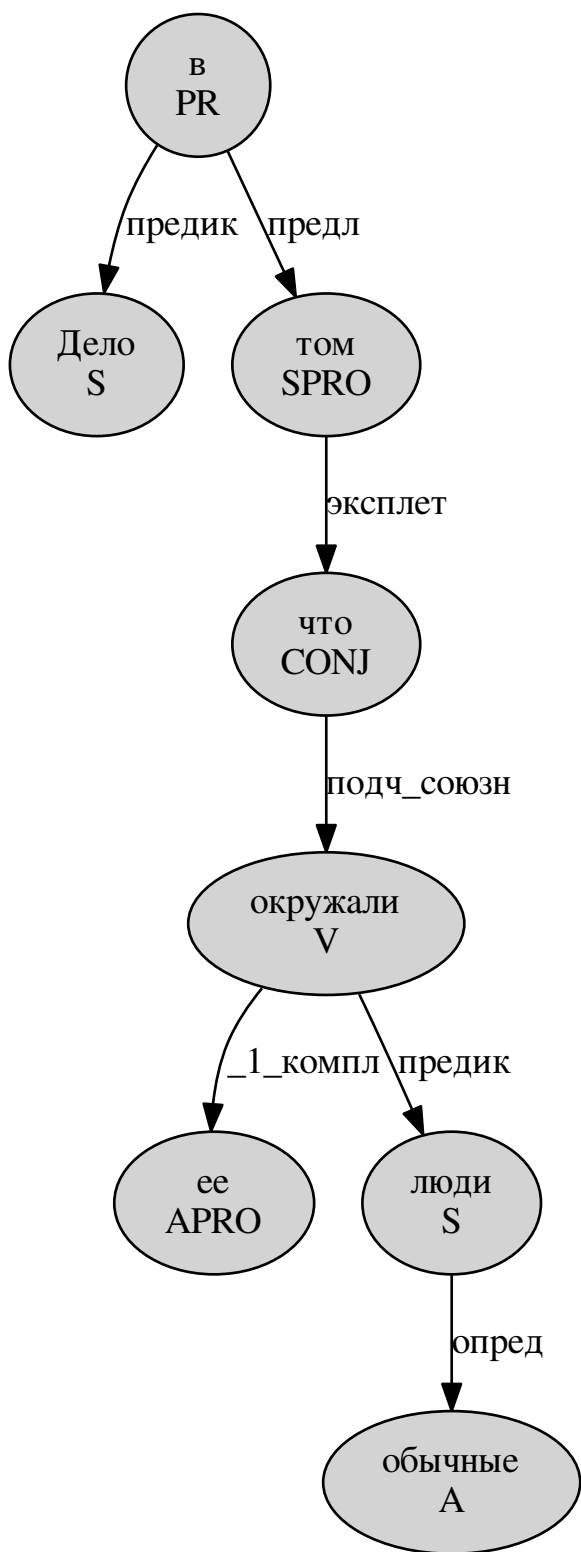 в
PR
предик
предл
Дело
S
том
SPRO
эксплет
что
CONJ
подч_союзн
окружали
V
_1_компл
предик
ее
APRO
люди
S
опред
обычные
A